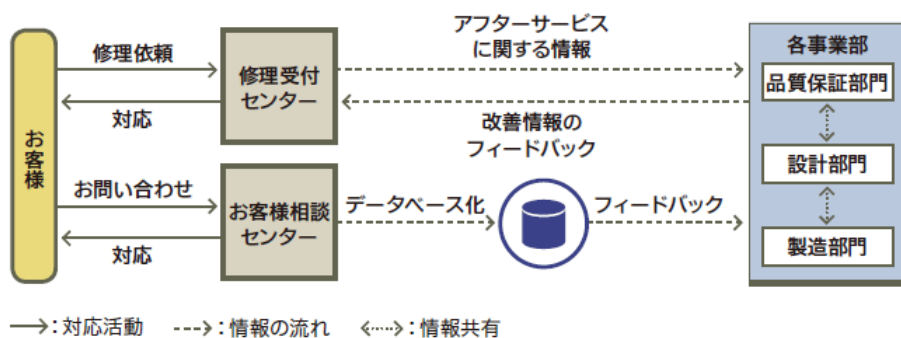 お客様
修理依頼
対応
修理受付
センター
アフターサービス
に関する情報
改善情報の
フィードバック
お問い合わせ
対応
お客様相談
センター
データベース化
フィードバック
各事業部
品質保証部門
設計部門
製造部門
:対応活動
:情報の流れ
:情報共有